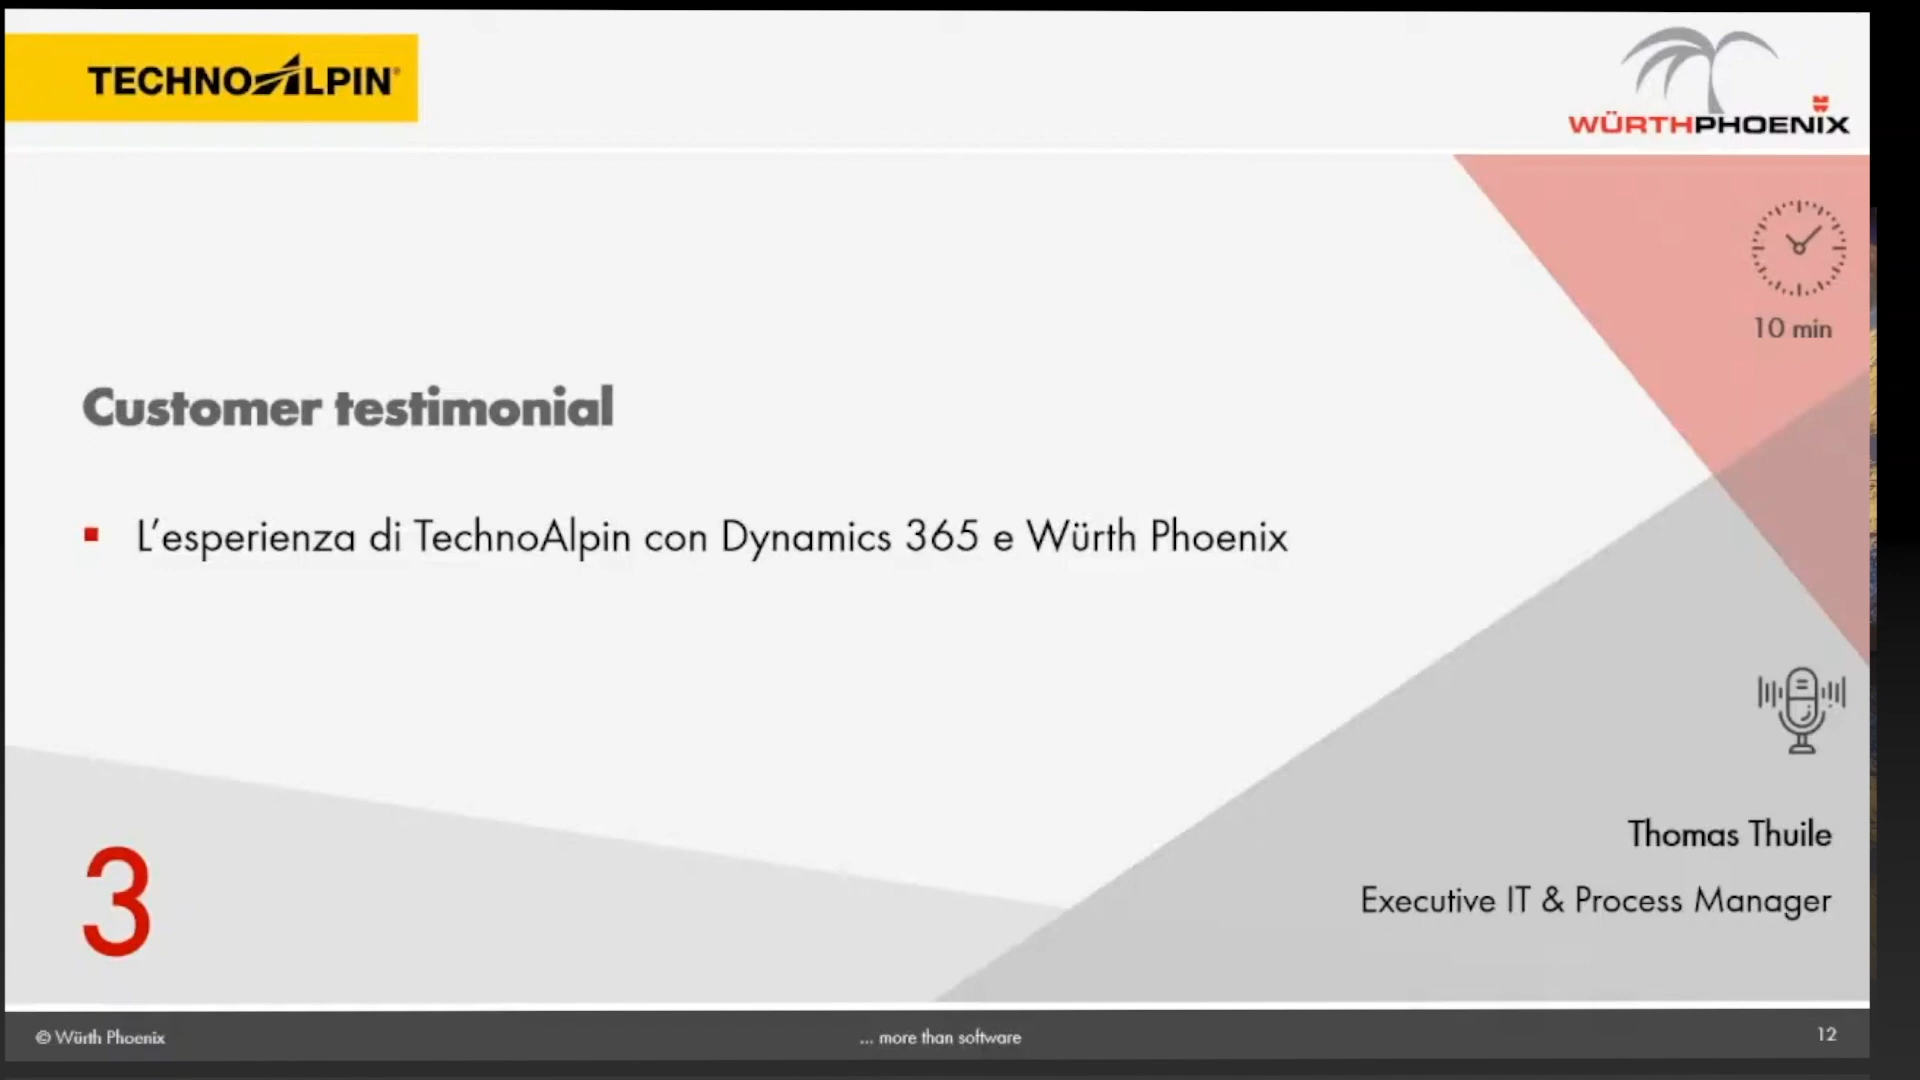 TECHNOALPIN®
WÜRTHPHOENIX
10 min
Customer testimonial
▪ L’esperienza di TechnoAlpin con Dynamics 365 e Würth Phoenix
3
Thomas Thuile
Executive IT & Process Manager
© Würth Phoenix
... more than software
12